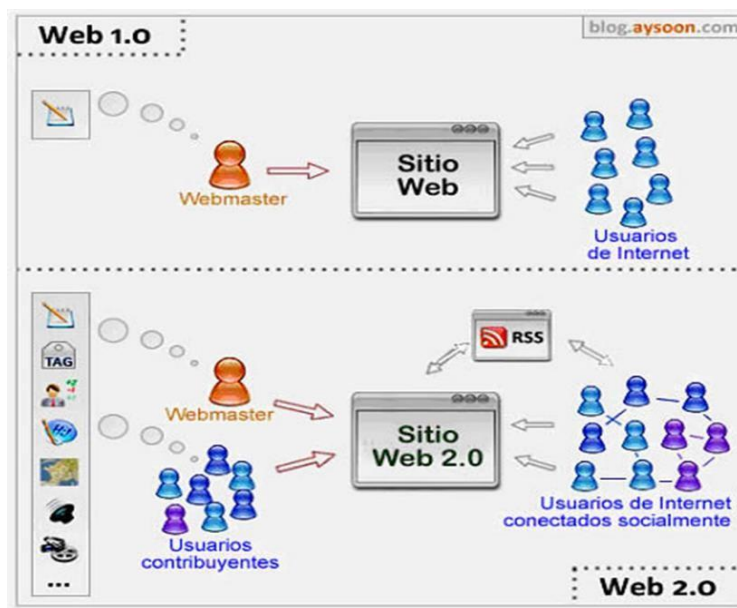 Web 1.0
blog.aysoon.com
Webmaster
Sitio
Web
Usuarios
de Internet
TAG
RSS
Webmaster
Sitio
Web 2.0
Usuarios
contribuyentes
Usuarios de Internet
conectados socialmente
...
Web 2.0